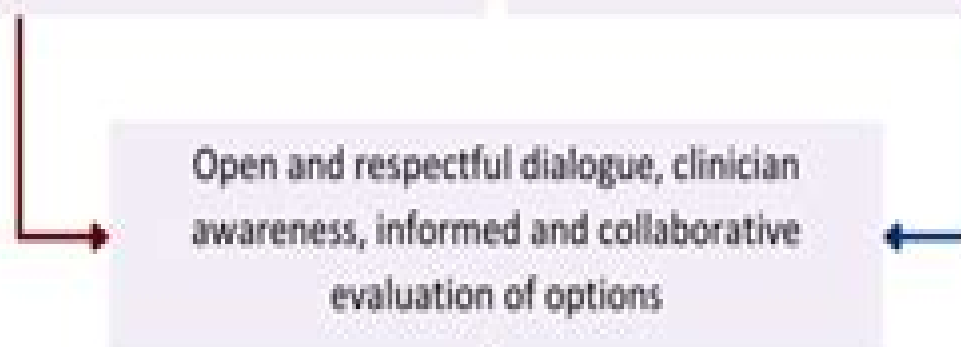 Open and respectful dialogue, clinician
awareness, informed and collaborative
evaluation of options